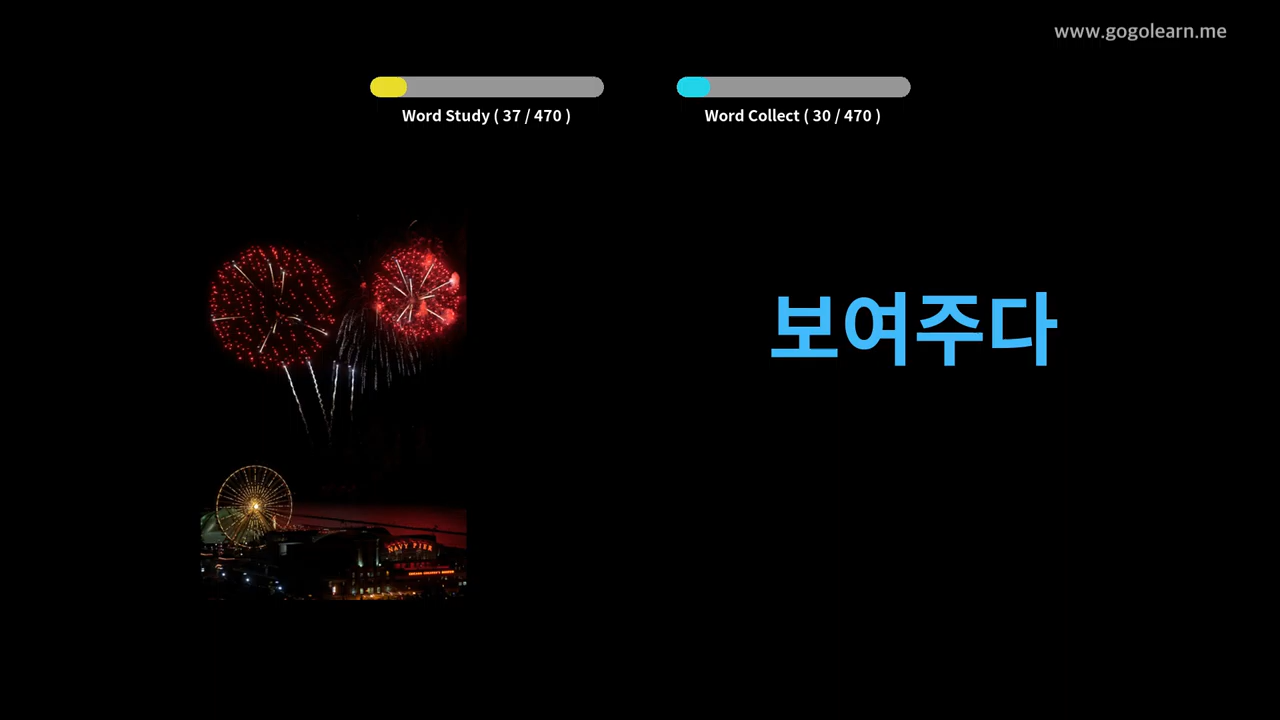 www.gogolearn.me
Word Study ( 37 / 470 )
Word Collect ( 30 / 470 )
보여주다
NAVY PIER